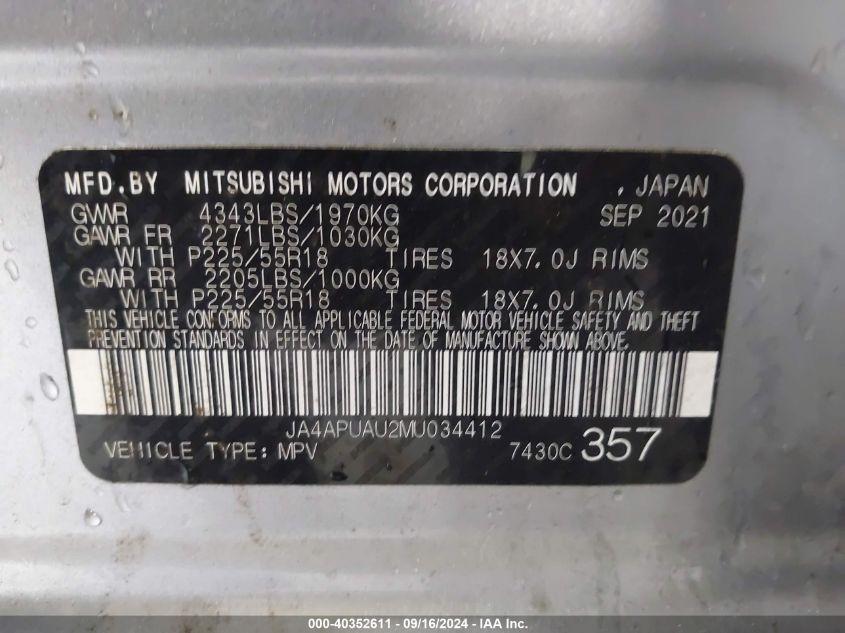 MFD.BY MITSUBISHI MOTORS CORPORATION , JAPAN
GVWR 4343LBS/1970KG SEP 2021
GAWR FR 2271LBS/1030KG
WITH P225/55R18 TIRES 18X7.0J RIMS
GAWR RR 2205LBS/1000KG
WITH P225/55R18 TIRES 18X7.0J RIMS
THIS VEHICLE CONFORMS TO ALL APPLICABLE FEDERAL MOTOR VEHICLE SAFETY AND THEFT
PREVENTION STANDARDS IN EFFECT ON THE DATE OF MANUFACTURE SHOWN ABOVE.
JA4APUAU2MU034412
VEHICLE TYPE: MPV 7430C 357
000-40352611 - 09/16/2024 - IAA Inc.